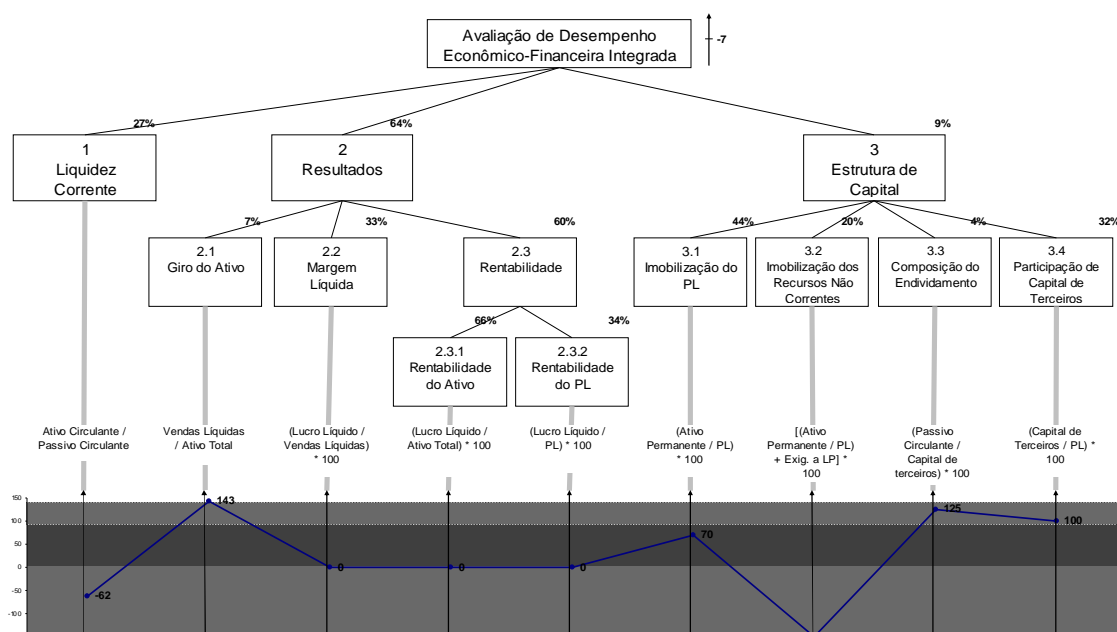 Avaliação de Desempenho
Econômico-Financeira Integrada
-7
27%
64%
9%
1
Liquidez
Corrente
2
Resultados
3
Estrutura de
Capital
7%
33%
60%
44%
20%
4%
32%
2.1
Giro do Ativo
2.2
Margem
Líquida
2.3
Rentabilidade
3.1
Imobilização do
PL
3.2
Imobilização dos
Recursos Não
Correntes
3.3
Composição do
Endividamento
3.4
Participação de
Capital de
Terceiros
66%
34%
2.3.1
Rentabilidade
do Ativo
2.3.2
Rentabilidade
do PL
Ativo Circulante /
Passivo Circulante
Vendas Líquidas
/ Ativo Total
(Lucro Líquido /
Vendas Líquidas)
* 100
(Lucro Líquido /
Ativo Total) * 100
(Lucro Líquido /
PL) * 100
(Ativo
Permanente / PL)
* 100
[(Ativo
Permanente / PL)
+ Exig. a LP] *
100
(Passivo
Circulante /
Capital de
terceiros) * 100
(Capital de
Terceiros / PL) *
100
150
100
50
0
-50
-100
-62
143
0
0
0
70
125
100